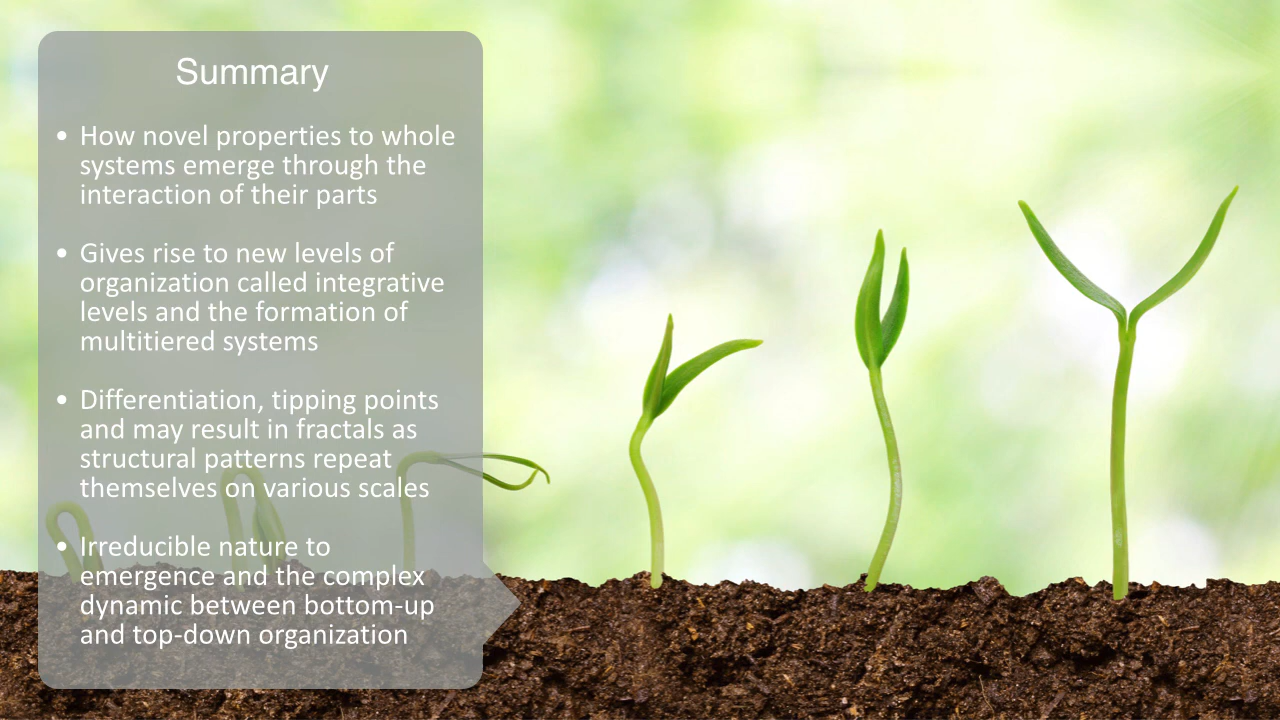 Summary
• How novel properties to whole
systems emerge through the
interaction of their parts
• Gives rise to new levels of
organization called integrative
levels and the formation of
multitiered systems
• Differentiation, tipping points
and may result in fractals as
structural patterns repeat
themselves on various scales
• Irreducible nature to
emergence and the complex
dynamic between bottom-up
and top-down organization